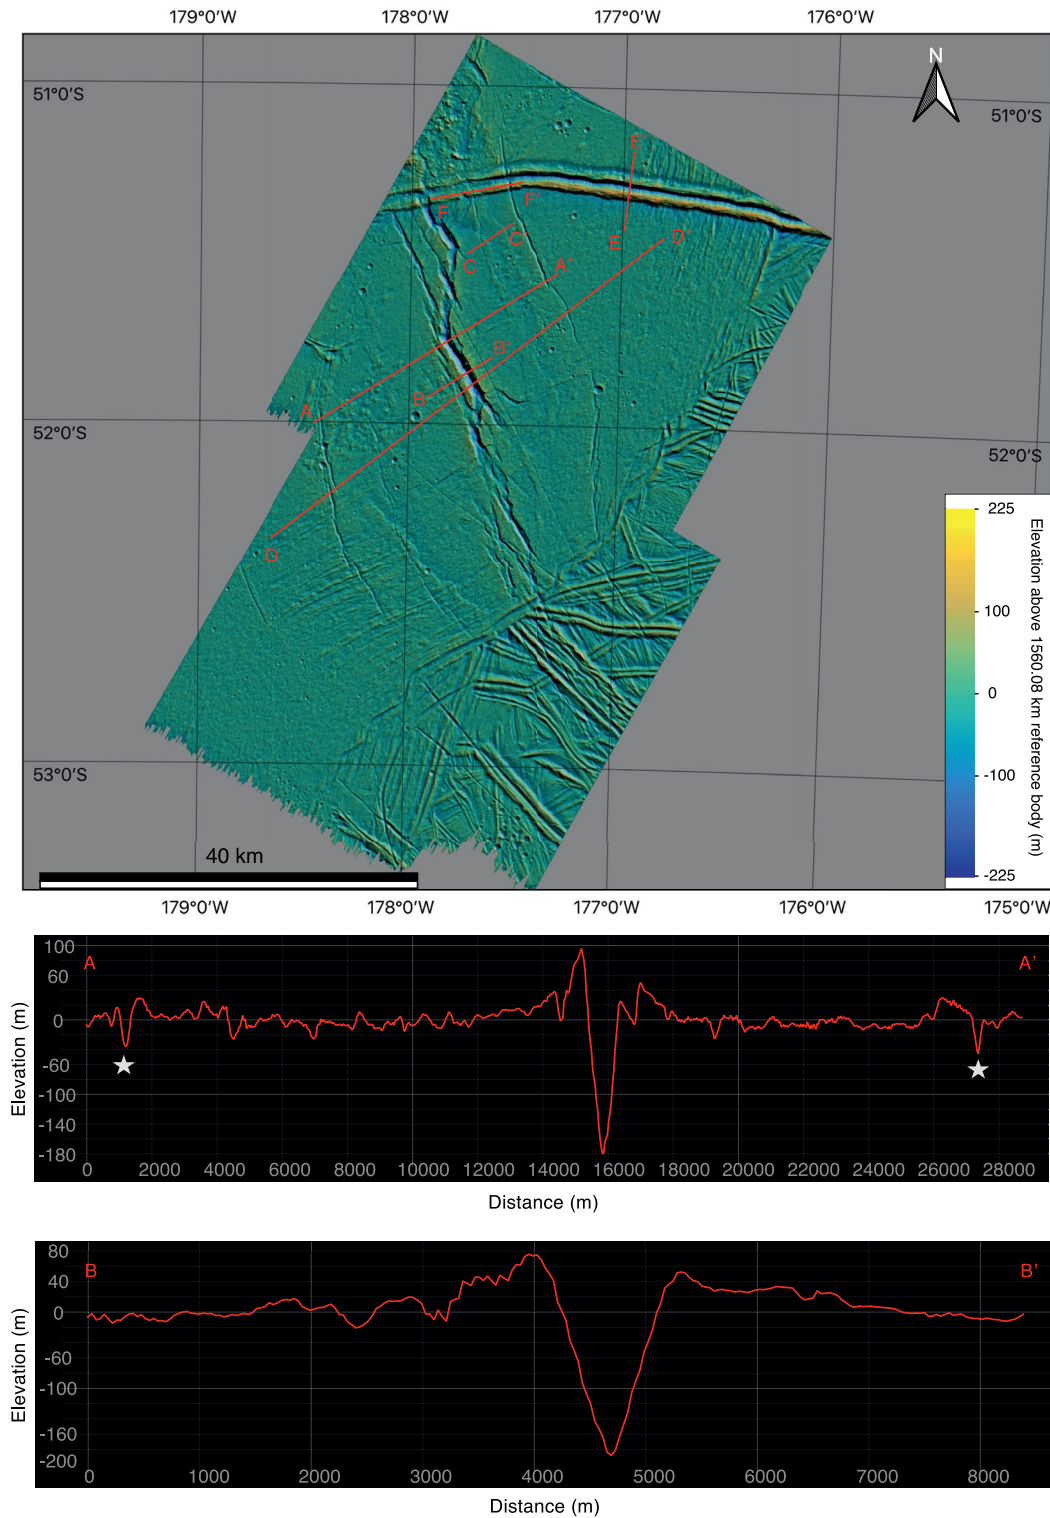 179°0′W 178°0′W 177°0′W 176°0′W
N
51°0′S
51°0′S
E'
F
F'
C
C'
E
D'
A'
B'
B
A
52°0′S
52°0′S
D
225
100
0
-100
-225
Elevation above 1560.08 km reference body (m)
53°0′S
40 km
179°0′W 178°0′W 177°0′W 176°0′W 175°0′W
A A'
100
60
0
-60
-100
-140
-180
Elevation (m)
0 2000 4000 6000 8000 10000 12000 14000 16000 18000 20000 22000 24000 26000 28000
Distance (m)
B B'
80
40
0
-60
-100
-160
-200
Elevation (m)
0 1000 2000 3000 4000 5000 6000 7000 8000
Distance (m)